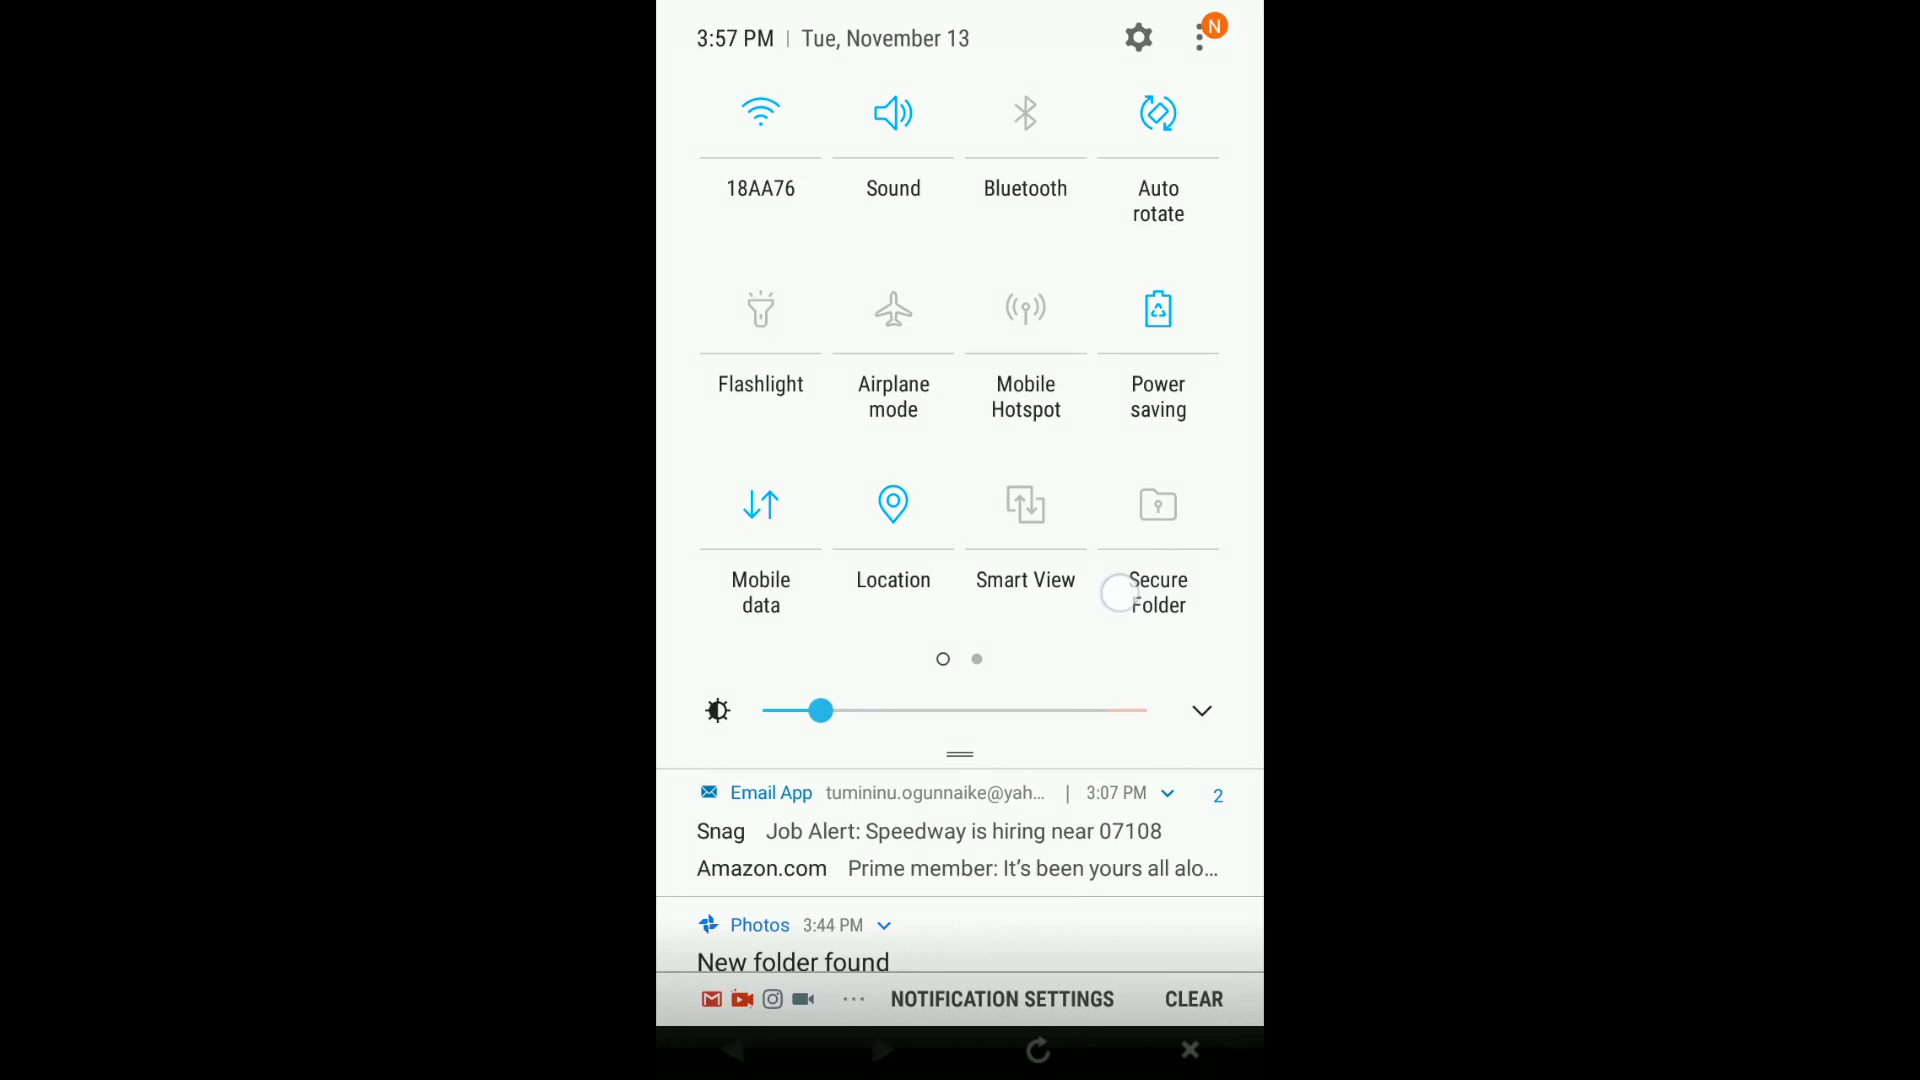 3:57 PM | Tue, November 13
N
18AA76
Sound
Bluetooth
Auto
rotate
Flashlight
Airplane
mode
Mobile
Hotspot
Power
saving
Mobile
data
Location
Smart View
Secure
Folder
Email App tumininu.ogunnaike@yah... | 3:07 PM 2
Snag Job Alert: Speedway is hiring near 07108
Amazon.com Prime member: It’s been yours all alo...
Photos 3:44 PM
New folder found
... NOTIFICATION SETTINGS CLEAR